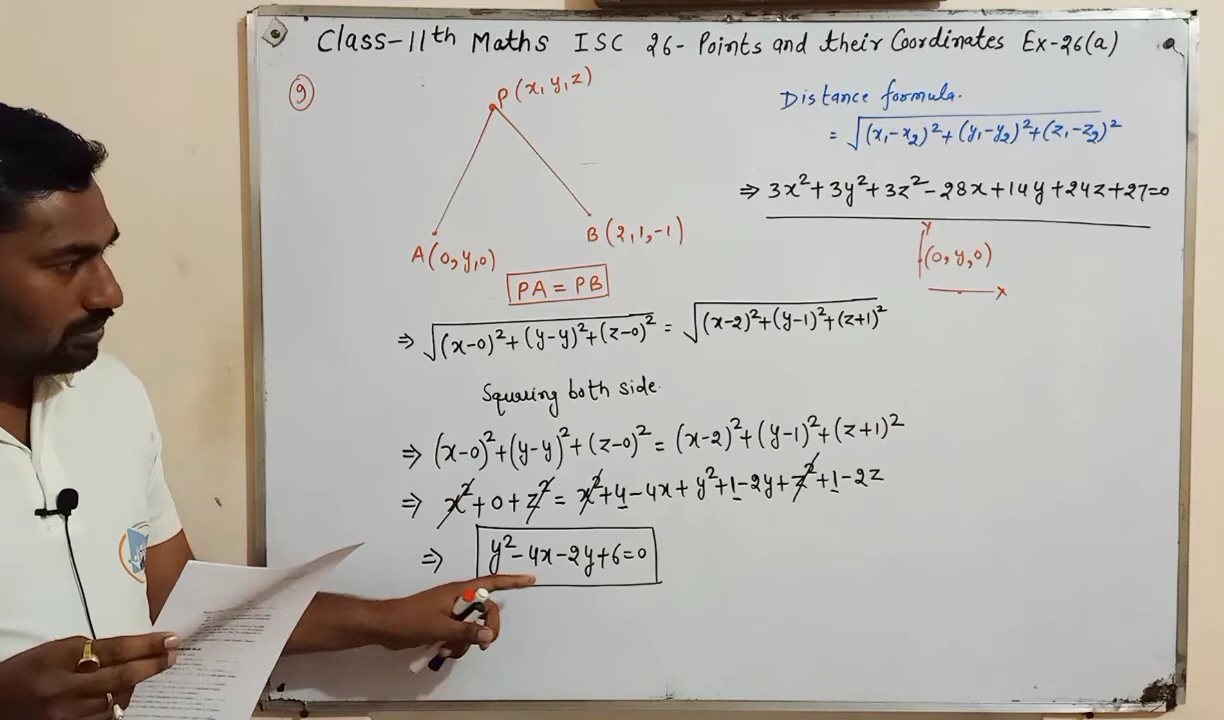 Class-11th Maths ISC 26- Points and their Coordinates Ex-26(a)
9
P(x, y, z)
A(0, y, 0)
B(2, 1, -1)
PA = PB
Distance formula.
= √(x₁-x₂)²+(y₁-y₂)²+(z₁-z₂)²
⇒ 3x²+3y²+3z²-28x+14y+24z+27=0
Y
(0, y, 0)
X
⇒ √(x-0)²+(y-y)²+(z-0)² = √(x-2)²+(y-1)²+(z+1)²
Squaring both side.
⇒ (x-0)²+(y-y)²+(z-0)² = (x-2)²+(y-1)²+(z+1)²
⇒ x²+0+z² = x²+4-4x+y²+1-2y+z²+1-2z
⇒ y²-4x-2y+6=0